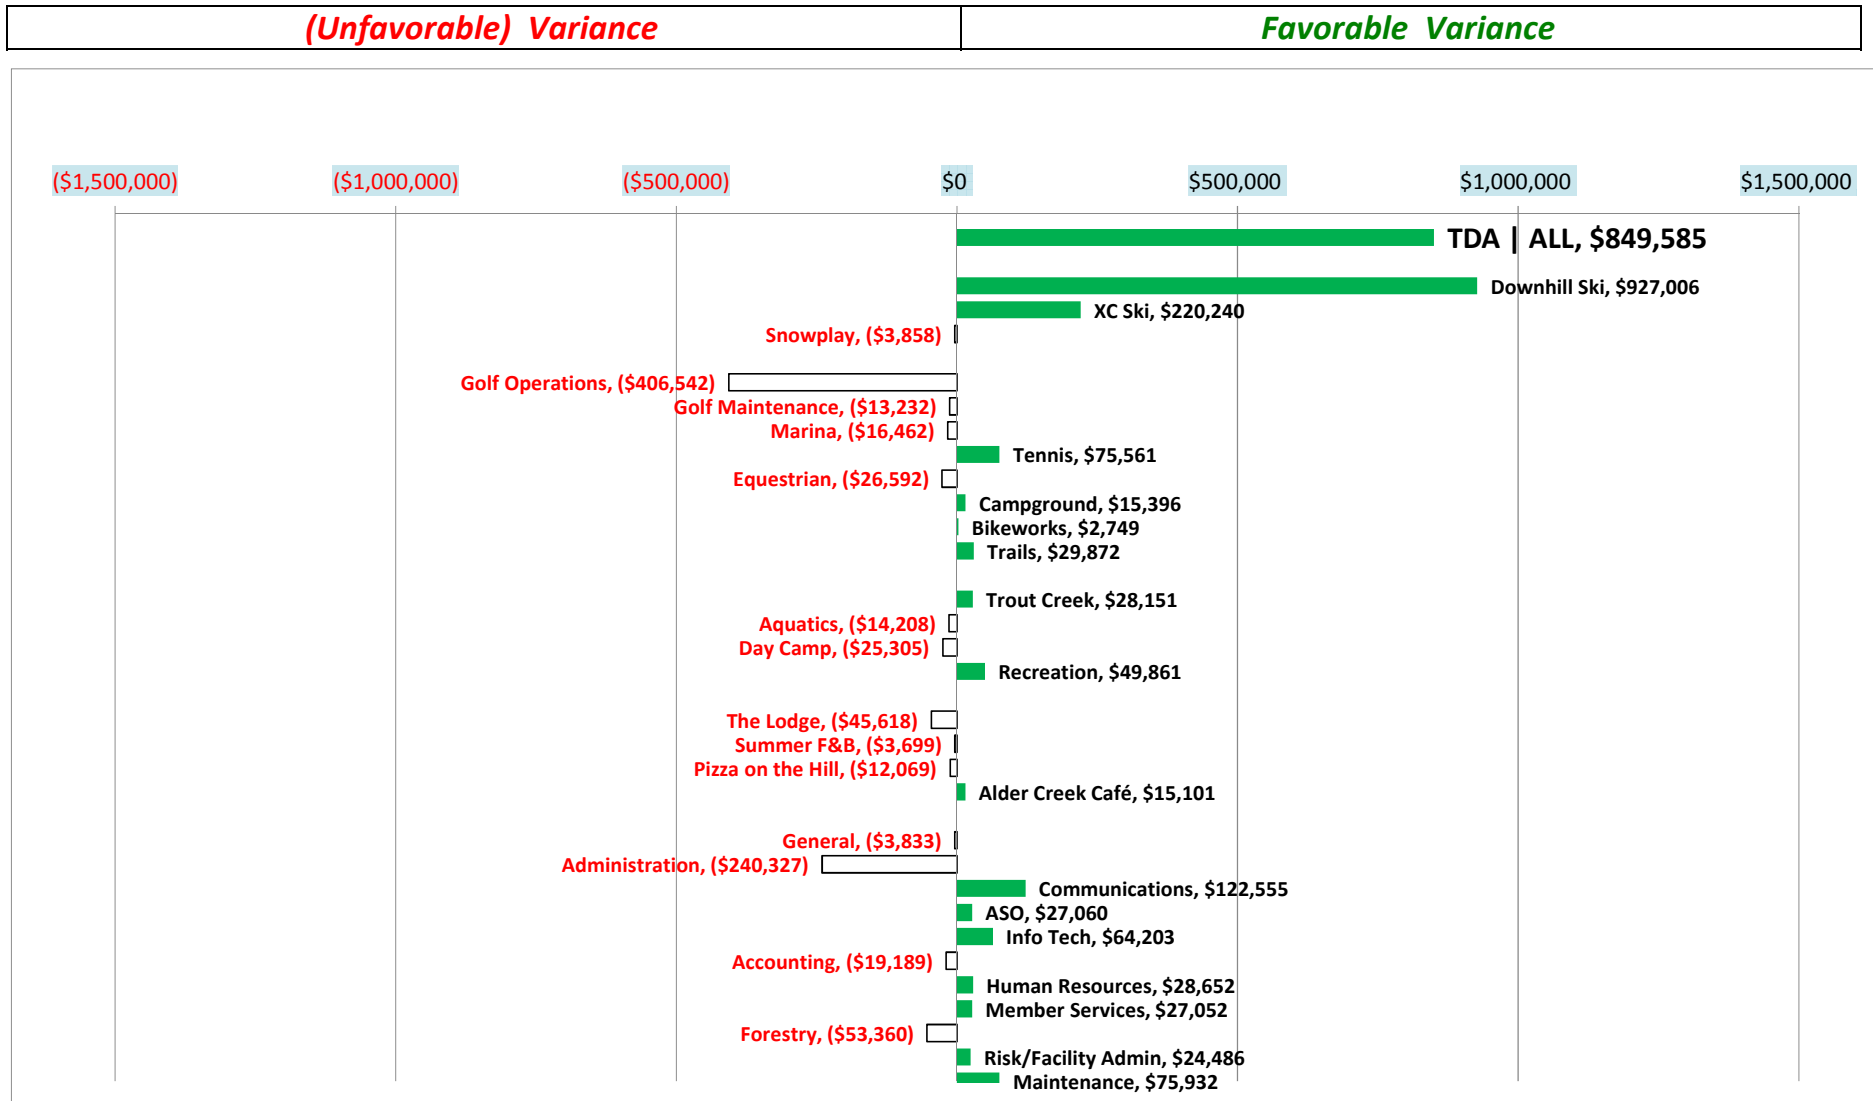 (Unfavorable) Variance
Favorable Variance
($1,500,000)
($1,000,000)
($500,000)
$0
$500,000
$1,000,000
$1,500,000
TDA | ALL, $849,585
Downhill Ski, $927,006
XC Ski, $220,240
Snowplay, ($3,858)
Golf Operations, ($406,542)
Golf Maintenance, ($13,232)
Marina, ($16,462)
Tennis, $75,561
Equestrian, ($26,592)
Campground, $15,396
Bikeworks, $2,749
Trails, $29,872
Trout Creek, $28,151
Aquatics, ($14,208)
Day Camp, ($25,305)
Recreation, $49,861
The Lodge, ($45,618)
Summer F&B, ($3,699)
Pizza on the Hill, ($12,069)
Alder Creek Café, $15,101
General, ($3,833)
Administration, ($240,327)
Communications, $122,555
ASO, $27,060
Info Tech, $64,203
Accounting, ($19,189)
Human Resources, $28,652
Member Services, $27,052
Forestry, ($53,360)
Risk/Facility Admin, $24,486
Maintenance, $75,932